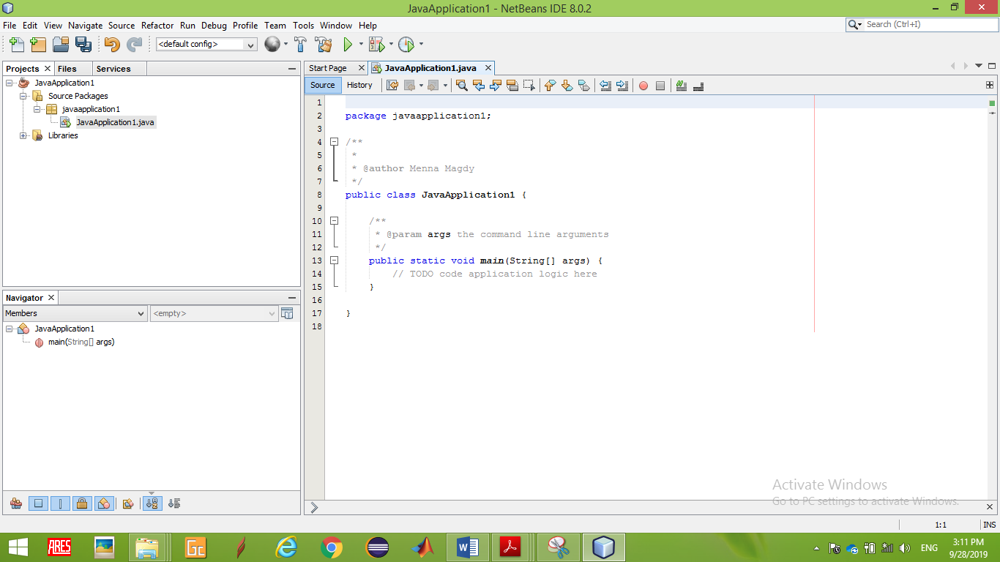 JavaApplication1 - NetBeans IDE 8.0.2
File Edit View Navigate Source Refactor Run Debug Profile Team Tools Window Help
Search (Ctrl+I)
<default config>
Projects Files Services
JavaApplication1
Source Packages
javaapplication1
JavaApplication1.java
Libraries
Navigator
Members
<empty>
JavaApplication1
main(String[] args)
Start Page JavaApplication1.java
Source History
1
2 package javaapplication1;
3
4 /**
5 *
6 * @author Menna Magdy
7 */
8 public class JavaApplication1 {
9
10 /**
11 * @param args the command line arguments
12 */
13 public static void main(String[] args) {
14 // TODO code application logic here
15 }
16
17 }
18
Activate Windows
Go to PC settings to activate Windows.
1:1 INS
ARES
GC
ENG
3:11 PM
9/28/2019